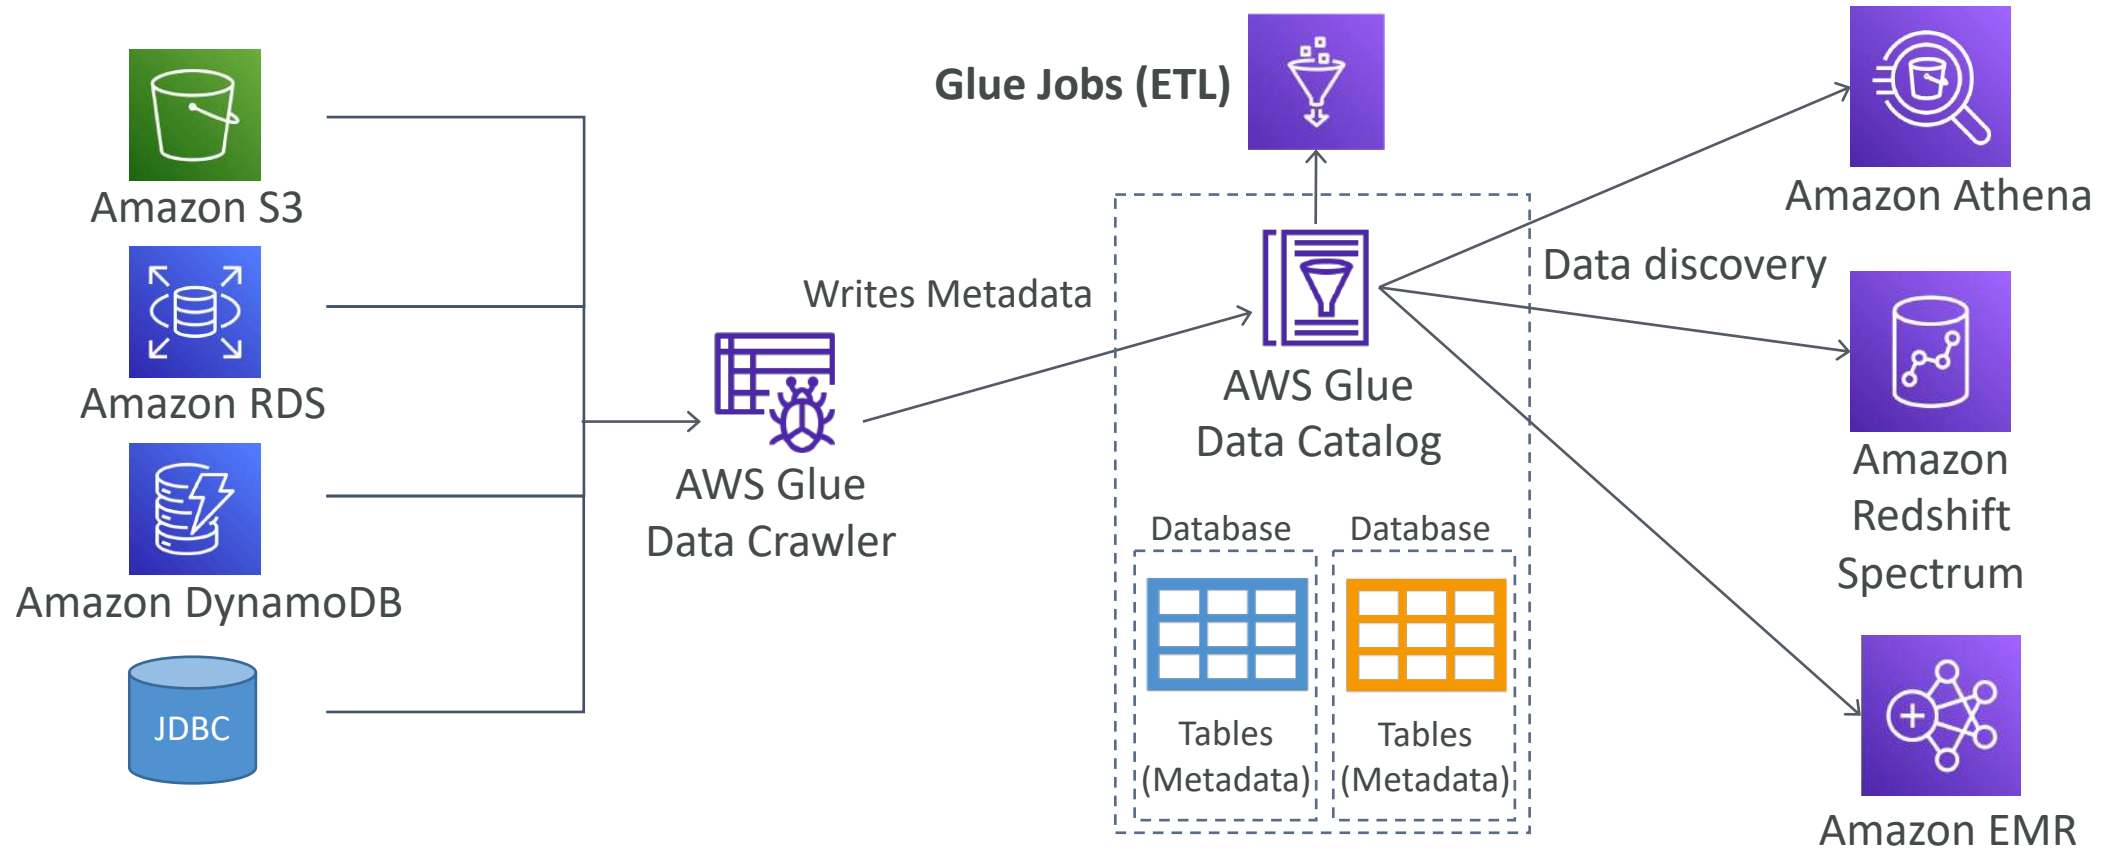 Amazon S3
Amazon RDS
Amazon DynamoDB
JDBC
AWS Glue
Data Crawler
Writes Metadata
Glue Jobs (ETL)
AWS Glue
Data Catalog
Database
Tables
(Metadata)
Database
Tables
(Metadata)
Data discovery
Amazon Athena
Amazon
Redshift
Spectrum
Amazon EMR